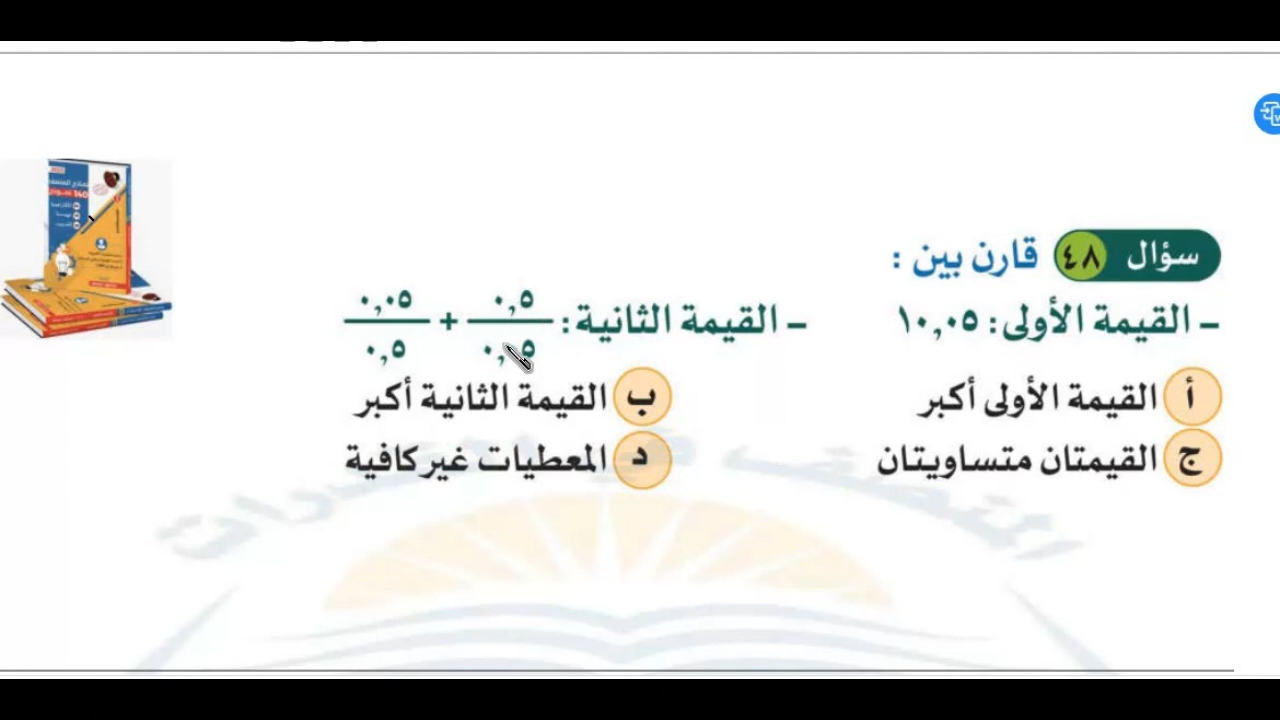 سؤال ٤٨ قارن بين :
– القيمة الأولى: ١٠,٠٥ – القيمة الثانية: ٠,٥/٠,٠٥ + ٠,٠٥/٠,٥
أ القيمة الأولى أكبر ب القيمة الثانية أكبر
ج القيمتان متساويتان د المعطيات غير كافية